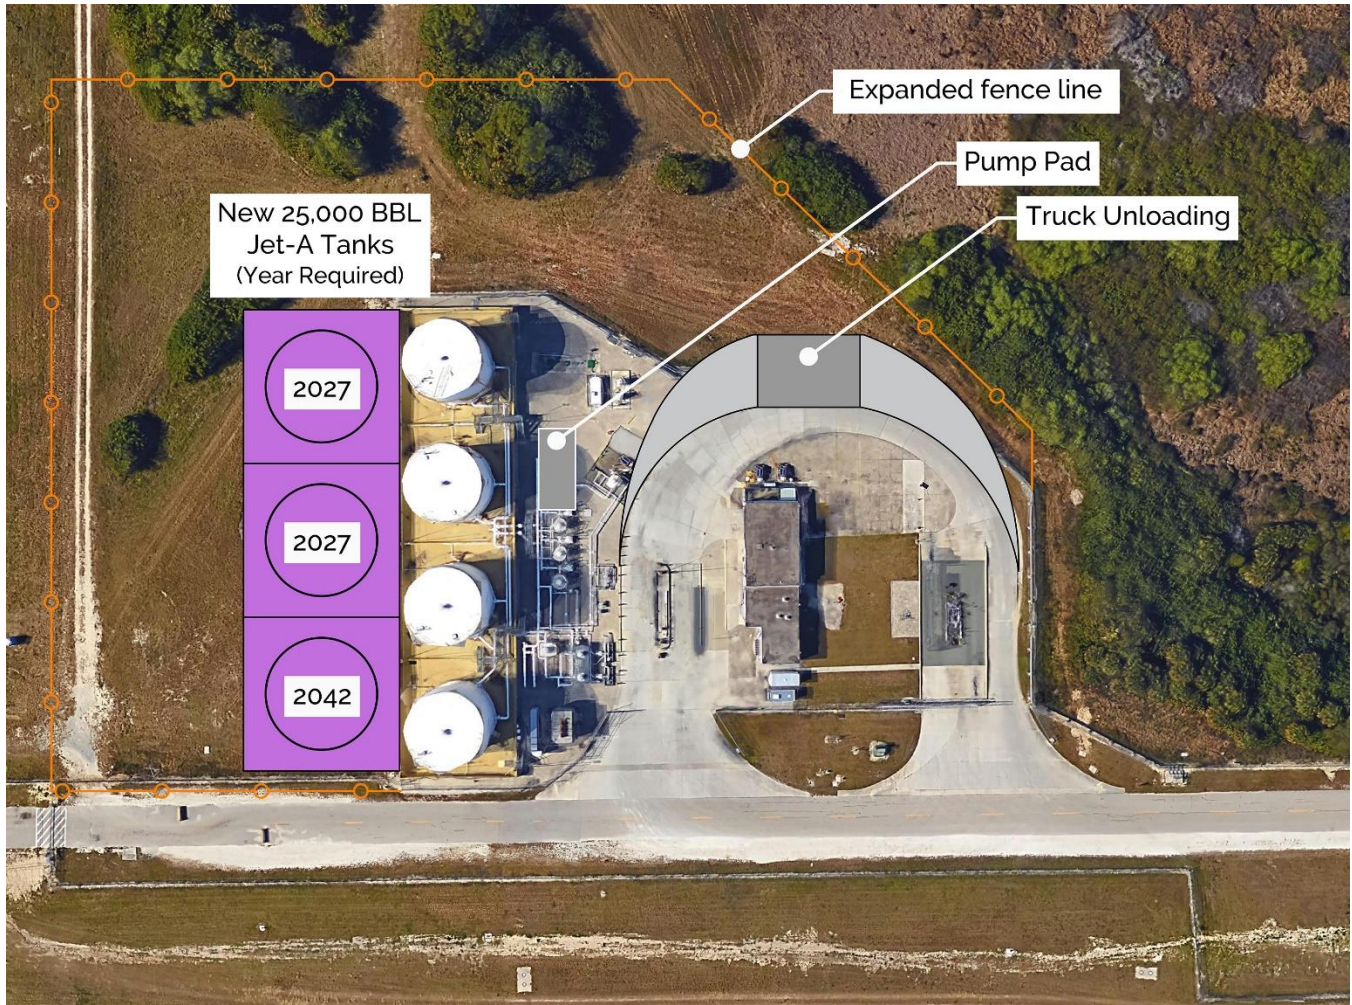 Expanded fence line
Pump Pad
Truck Unloading
New 25,000 BBL
Jet-A Tanks
(Year Required)
2027
2027
2042